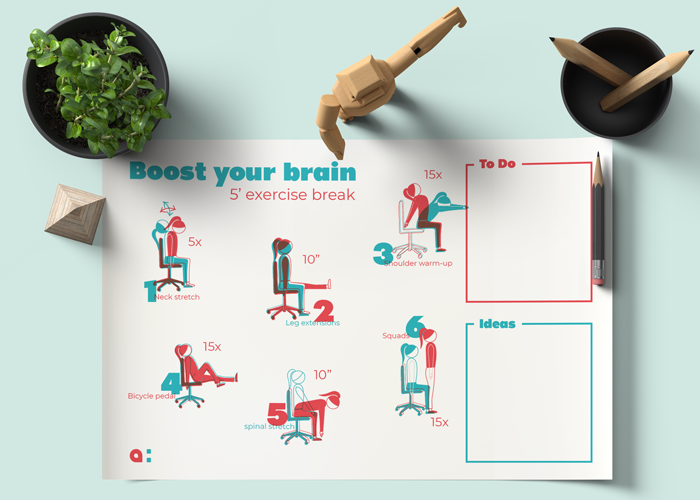 Boost your brain
5’ exercise break
5x
1
Neck stretch
10”
2
Leg extensions
15x
3
Shoulder warm-up
15x
4
Bicycle pedal
10”
5
spinal stretch
6
Squads
15x
To Do
Ideas
a: